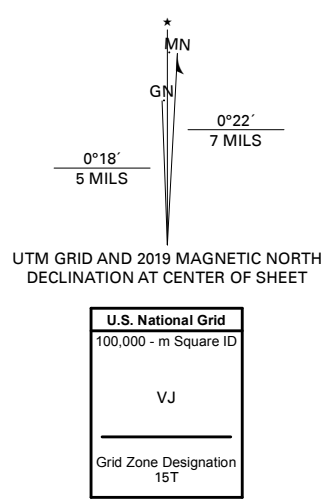 ★
MN
GN
0°22´
7 MILS
0°18´
5 MILS
UTM GRID AND 2019 MAGNETIC NORTH
DECLINATION AT CENTER OF SHEET
U.S. National Grid
100,000 - m Square ID
VJ
Grid Zone Designation
15T